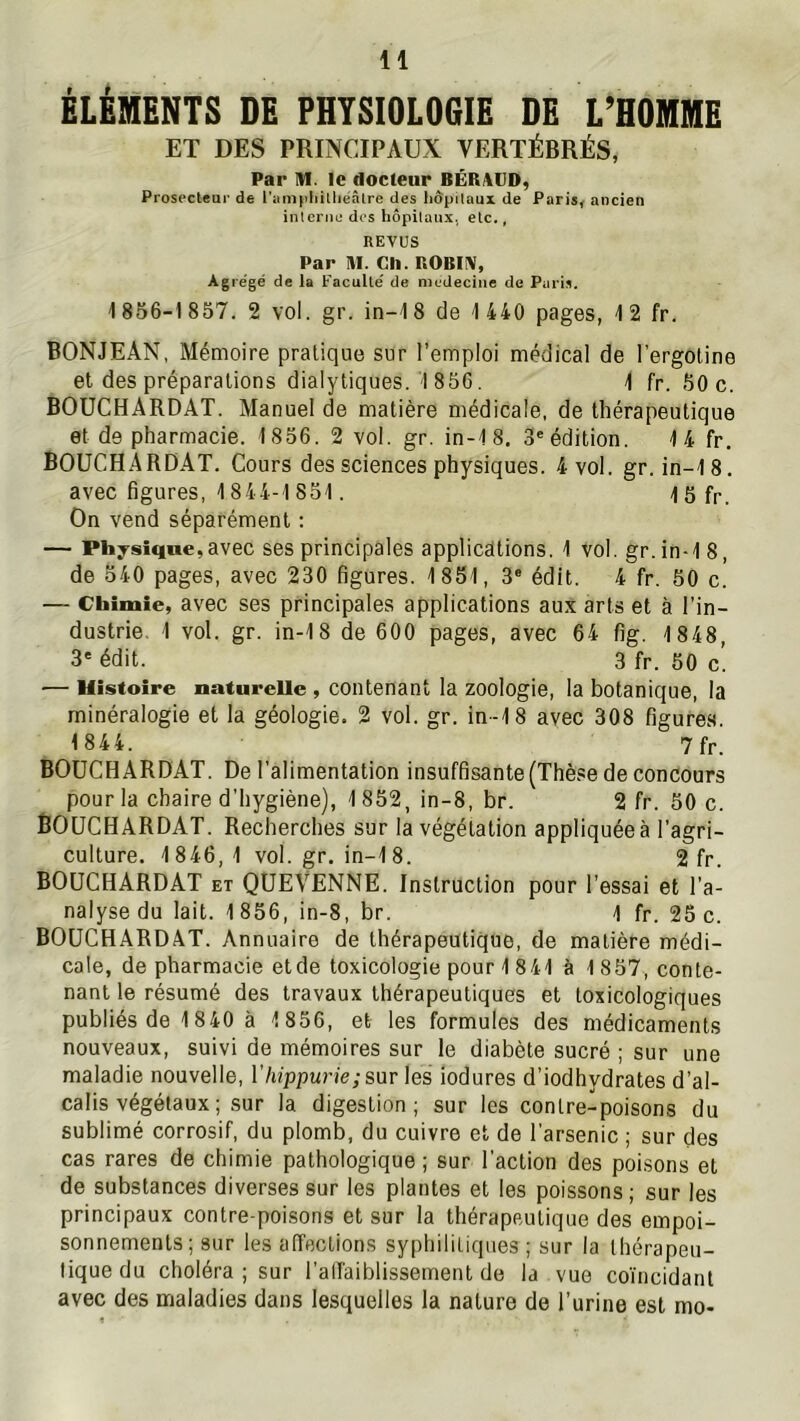 11
ÉLÉMENTS DE PHYSIOLOGIE DE L'HOMME
ET DES PRINCIPAUX VERTÉBRÉS,
Par M. le docteur BÉRAUD,
Prosecteur de l'amphithéâtre des hôpitaux de Paris, ancien
interne des hôpitaux, etc.,
REVUS
Par M. Ch. ROBIN,
Agrégé de la Faculté de médecine de Paris.
1856-1857. 2 vol. gr. in-18 de 1440 pages, 12 fr.
BONJEAN, Mémoire pratique sur l'emploi médical de l'ergotine
et des préparations dialytiques. 1856. 1 fr. 50 c.
BOUCHARDAT. Manuel de matière médicale, de thérapeutique
et de pharmacie. 1856. 2 vol. gr. in-18. 3e édition. 14 fr.
BOUCHARDAT. Cours des sciences physiques. 4 vol. gr. in-18.
avec figures, 1844-1851. 15 fr.
On vend séparément :
— Physique, avec ses principales applications. 1 vol. gr. in-18,
de 540 pages, avec 230 figures. 1851, 3e édit. 4 fr. 50 c.
— Chimie, avec ses principales applications aux arts et à l'in-
dustrie. 1 vol. gr. in-18 de 600 pages, avec 64 fig. 1848,
3e édit. 3 fr. 50 c.
— Histoire naturelle, contenant la zoologie, la botanique, la
minéralogie et la géologie. 2 vol. gr. in-18 avec 308 figures.
1844. 7 fr.
BOUCHARDAT. De l'alimentation insuffisante (Thèse de concours
pour la chaire d'hygiène), 1852, in-8, br. 2 fr. 50 c.
BOUCHARDAT. Recherches sur la végétation appliquée à l'agri-
culture. 1846, 1 vol. gr. in-18. 2 fr.
BOUCHARDAT ET QUEVENNE. Instruction pour l'essai et l'a-
nalyse du lait. 1856, in-8, br. 1 fr. 25 c.
BOUCHARDAT. Annuaire de thérapeutique, de matière médi-
cale, de pharmacie et de toxicologie pour 1841 à 1857, conte-
nant le résumé des travaux thérapeutiques et toxicologiques
publiés de 1840 à 1856, et les formules des médicaments
nouveaux, suivi de mémoires sur le diabète sucré ; sur une
maladie nouvelle, l'hippurie; sur les iodures d'iodhydrates d'al-
calis végétaux ; sur la digestion ; sur les contre-poisons du
sublimé corrosif, du plomb, du cuivre et de l'arsenic ; sur des
cas rares de chimie pathologique ; sur l'action des poisons et
de substances diverses sur les plantes et les poissons ; sur les
principaux contre-poisons et sur la thérapeutique des empoi-
sonnements ; sur les affections syphilitiques ; sur la thérapeu-
tique du choléra ; sur l'affaiblissement de la vue coïncidant
avec des maladies dans lesquelles la nature de l'urine est mo-